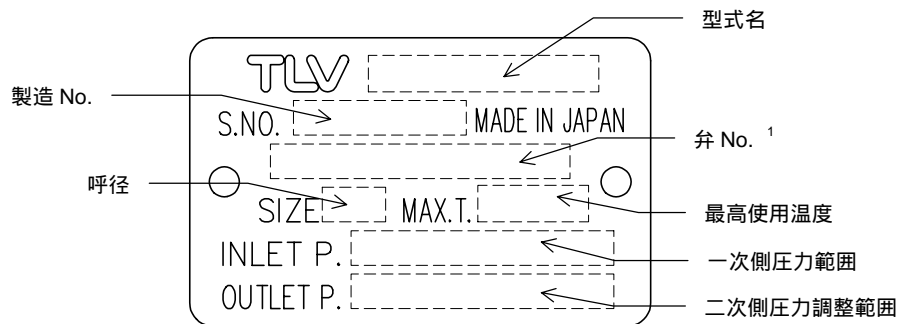 型式名
TLV
製造 No.
S.NO. MADE IN JAPAN
弁 No. 1
呼径
SIZE MAX.T.
最高使用温度
INLET P.
一次側圧力範囲
OUTLET P.
二次側圧力調整範囲